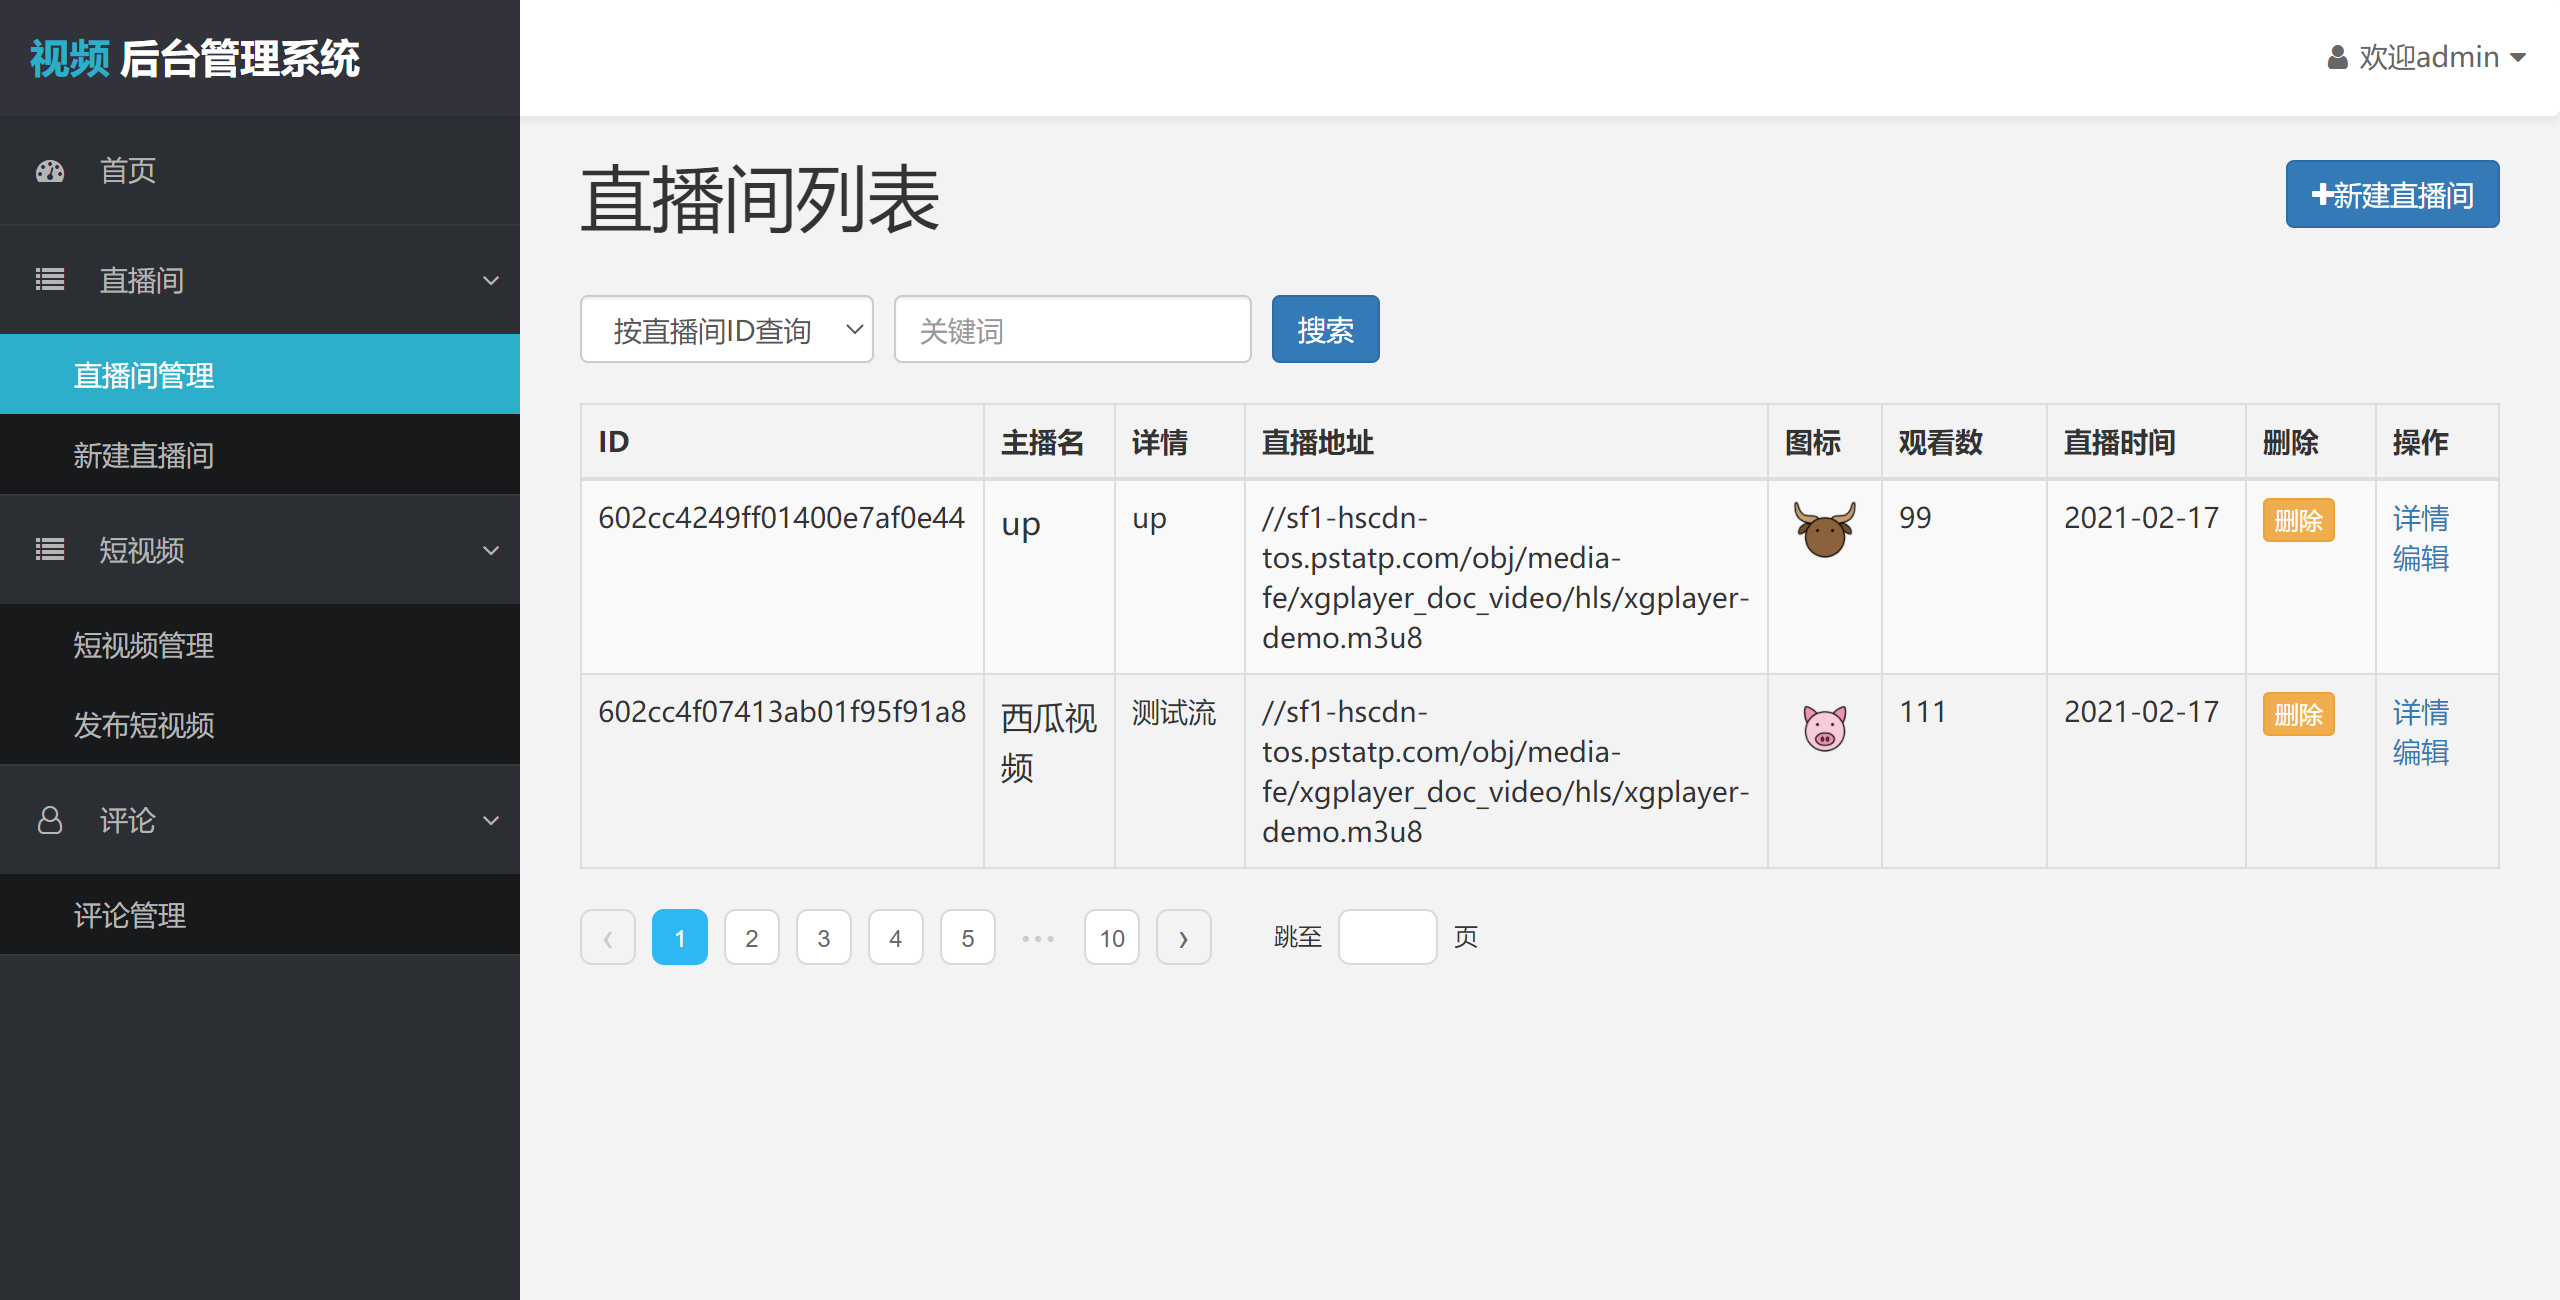 视频 后台管理系统
欢迎admin
首页
直播间
直播间管理
新建直播间
短视频
短视频管理
发布短视频
评论
评论管理
直播间列表
新建直播间
按直播间ID查询
关键词
搜索
ID 主播名 详情 直播地址 图标 观看数 直播时间 删除 操作
602cc4249ff01400e7af0e44 up up //sf1-hscdn- 99 2021-02-17 删除 详情
tos.pstatp.com/obj/media- 编辑
fe/xgplayer_doc_video/hls/xgplayer-
demo.m3u8
602cc4f07413ab01f95f91a8 西瓜视 测试流 //sf1-hscdn- 111 2021-02-17 删除 详情
频 tos.pstatp.com/obj/media- 编辑
fe/xgplayer_doc_video/hls/xgplayer-
demo.m3u8
‹ 1 2 3 4 5 ••• 10 › 跳至 页